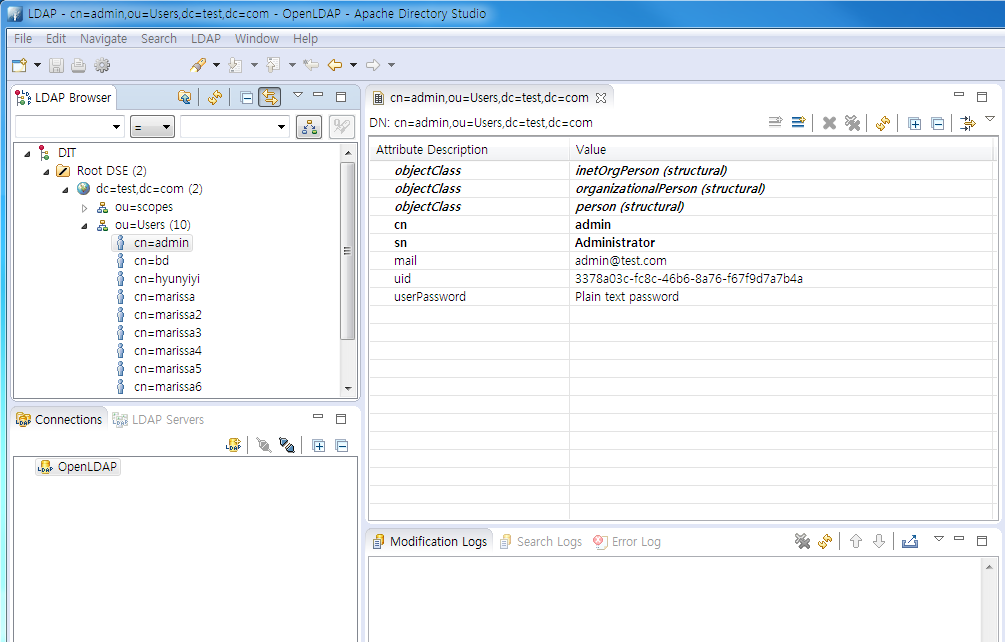 LDAP - cn=admin,ou=Users,dc=test,dc=com - OpenLDAP - Apache Directory Studio
File Edit Navigate Search LDAP Window Help
LDAP Browser
=
DIT
Root DSE (2)
dc=test,dc=com (2)
ou=scopes
ou=Users (10)
cn=admin
cn=bd
cn=hyunyiyi
cn=marissa
cn=marissa2
cn=marissa3
cn=marissa4
cn=marissa5
cn=marissa6
Connections LDAP Servers
LDAP
OpenLDAP
cn=admin,ou=Users,dc=test,dc=com
DN: cn=admin,ou=Users,dc=test,dc=com
Attribute Description Value
objectClass inetOrgPerson (structural)
objectClass organizationalPerson (structural)
objectClass person (structural)
cn admin
sn Administrator
mail admin@test.com
uid 3378a03c-fc8c-46b6-8a76-f67f9d7a7b4a
userPassword Plain text password
Modification Logs Search Logs Error Log